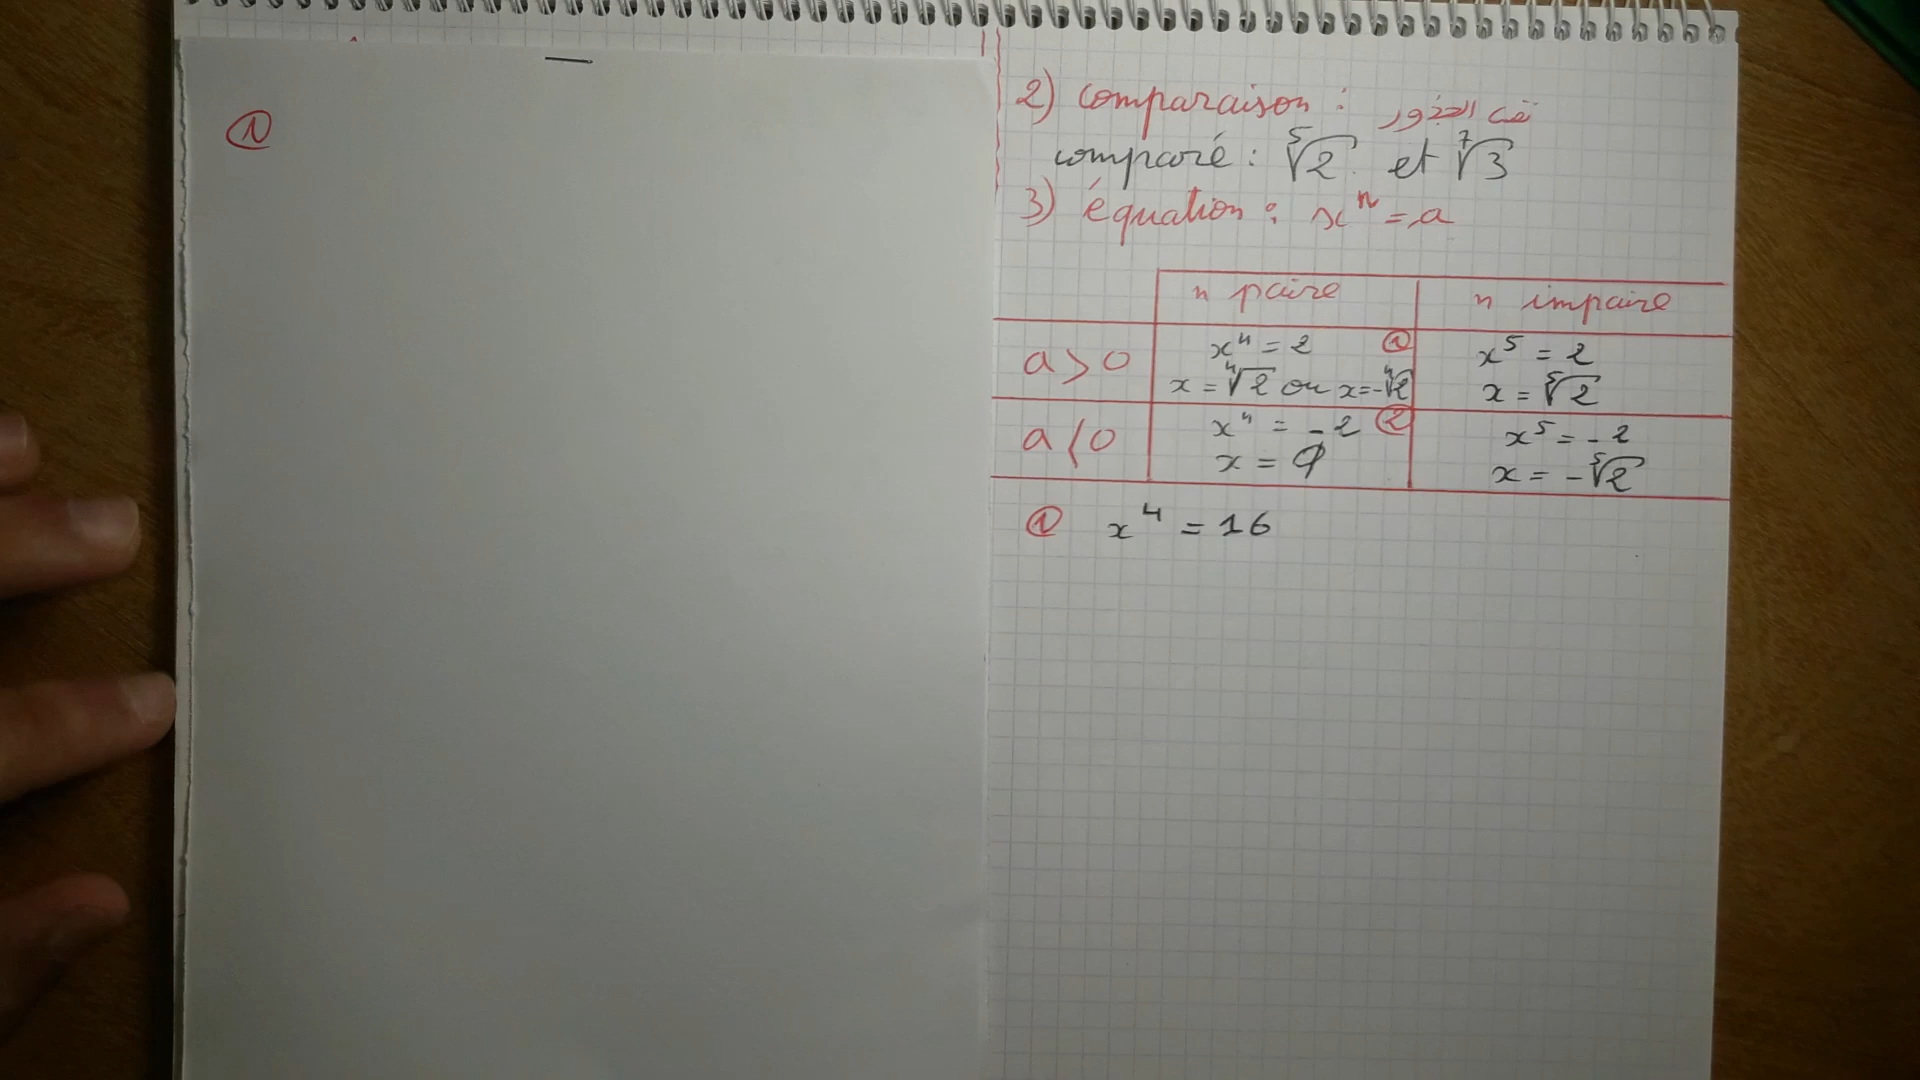 ①
2) comparaison : الجذور
comparé : ⁵√2 et ⁷√3
3) équation : xⁿ = a
n paire n impaire
a > 0 x⁴ = 2 ① x⁵ = 2
x = ⁴√2 ou x = -⁴√2 x = ⁵√2
a < 0 x⁴ = -2 ② x⁵ = -2
x = ϕ x = -⁵√2
① x⁴ = 16